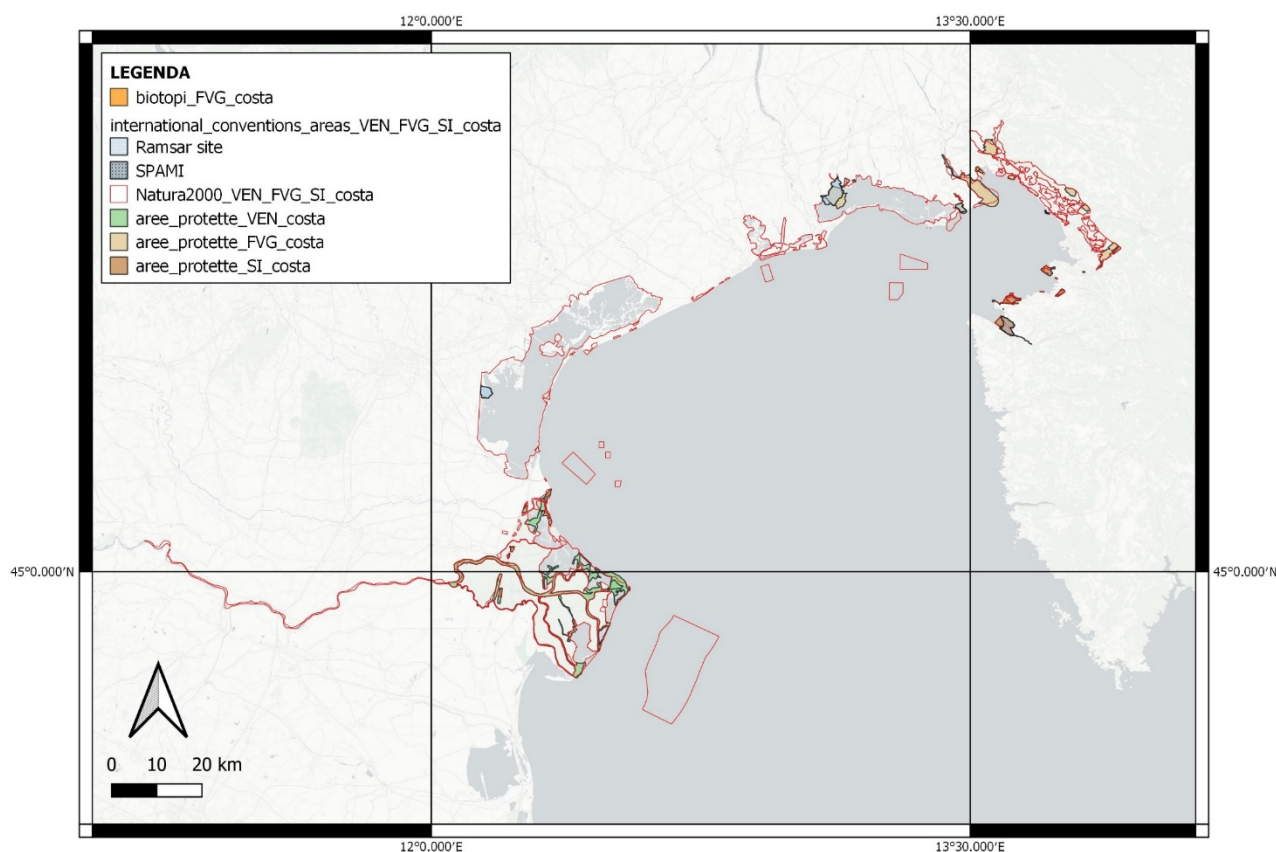 12°0.000′E 13°30.000′E
LEGENDA
biotopi_FVG_costa
international_conventions_areas_VEN_FVG_SI_costa
Ramsar site
SPAMI
Natura2000_VEN_FVG_SI_costa
aree_protette_VEN_costa
aree_protette_FVG_costa
aree_protette_SI_costa
45°0.000′N 45°0.000′N
0 10 20 km
12°0.000′E 13°30.000′E